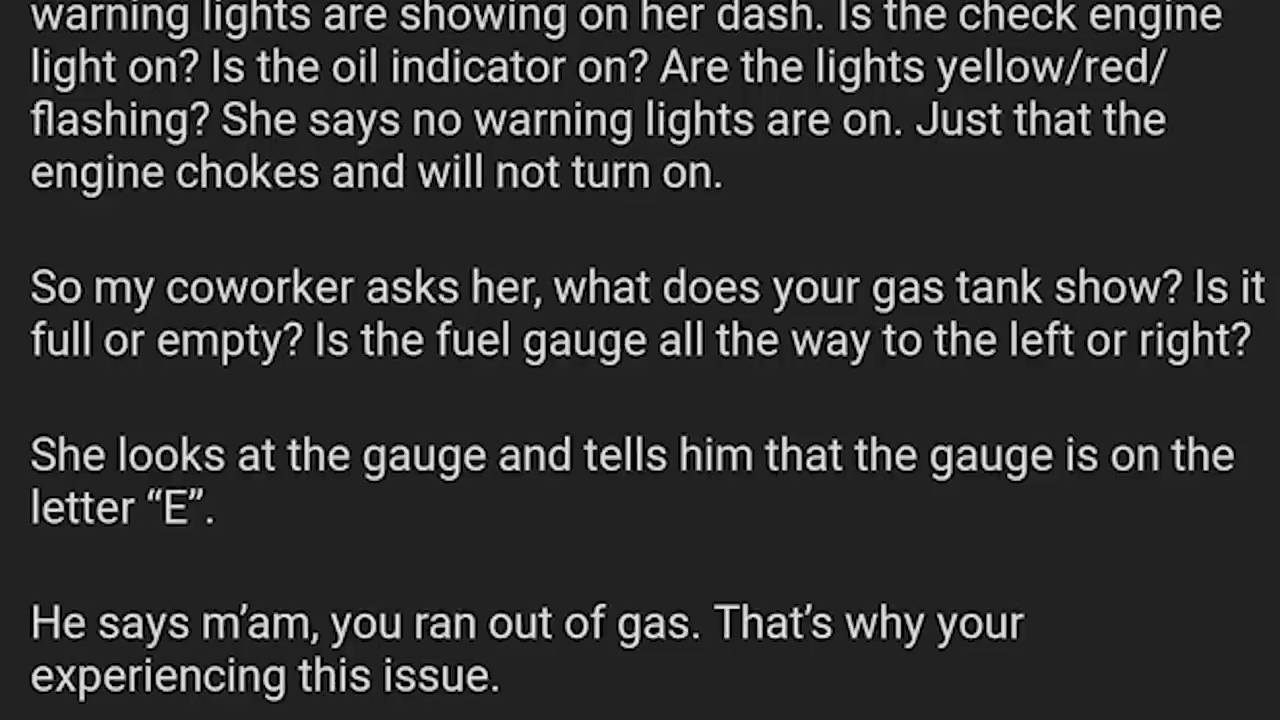 warning lights are showing on her dash. Is the check engine
light on? Is the oil indicator on? Are the lights yellow/red/
flashing? She says no warning lights are on. Just that the
engine chokes and will not turn on.
So my coworker asks her, what does your gas tank show? Is it
full or empty? Is the fuel gauge all the way to the left or right?
She looks at the gauge and tells him that the gauge is on the
letter “E”.
He says m’am, you ran out of gas. That’s why your
experiencing this issue.